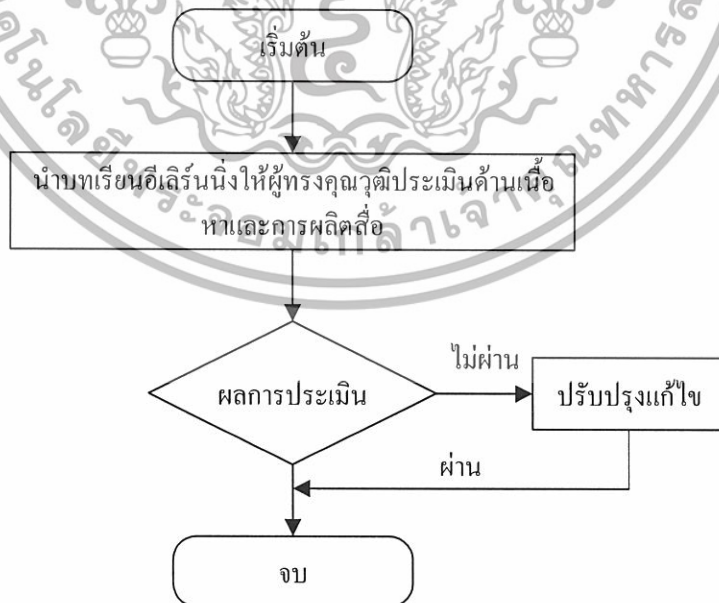 เริ่มต้น
นำบทเรียนอีเลิร์นนิ่งให้ผู้ทรงคุณวุฒิประเมินด้านเนื้อ
หาและการผลิตสื่อ
ผลการประเมิน
ไม่ผ่าน
ปรับปรุงแก้ไข
ผ่าน
จบ